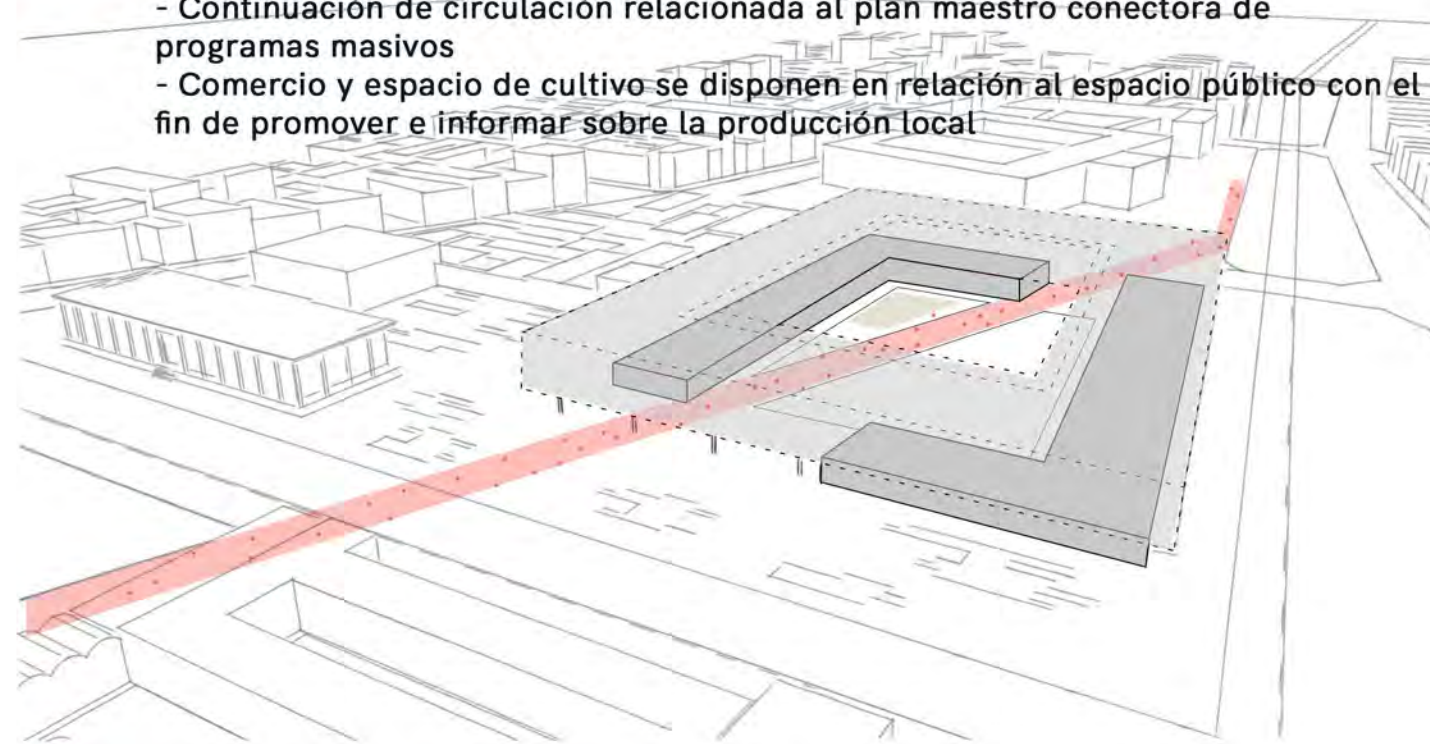 - Continuación de circulación relacionada al plan maestro conectora de
programas masivos
- Comercio y espacio de cultivo se disponen en relación al espacio público con el
fin de promover e informar sobre la producción local